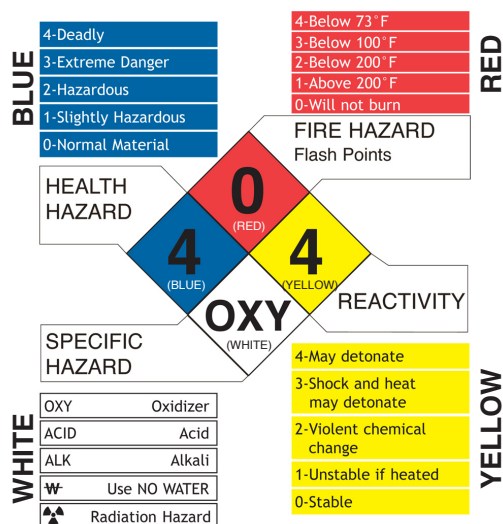 BLUE
4-Deadly
3-Extreme Danger
2-Hazardous
1-Slightly Hazardous
0-Normal Material
RED
4-Below 73°F
3-Below 100°F
2-Below 200°F
1-Above 200°F
0-Will not burn
FIRE HAZARD
Flash Points
HEALTH
HAZARD
0
(RED)
4
(BLUE)
4
(YELLOW)
OXY
(WHITE)
REACTIVITY
SPECIFIC
HAZARD
WHITE
OXY Oxidizer
ACID Acid
ALK Alkali
W Use NO WATER
Radiation Hazard
YELLOW
4-May detonate
3-Shock and heat
may detonate
2-Violent chemical
change
1-Unstable if heated
0-Stable